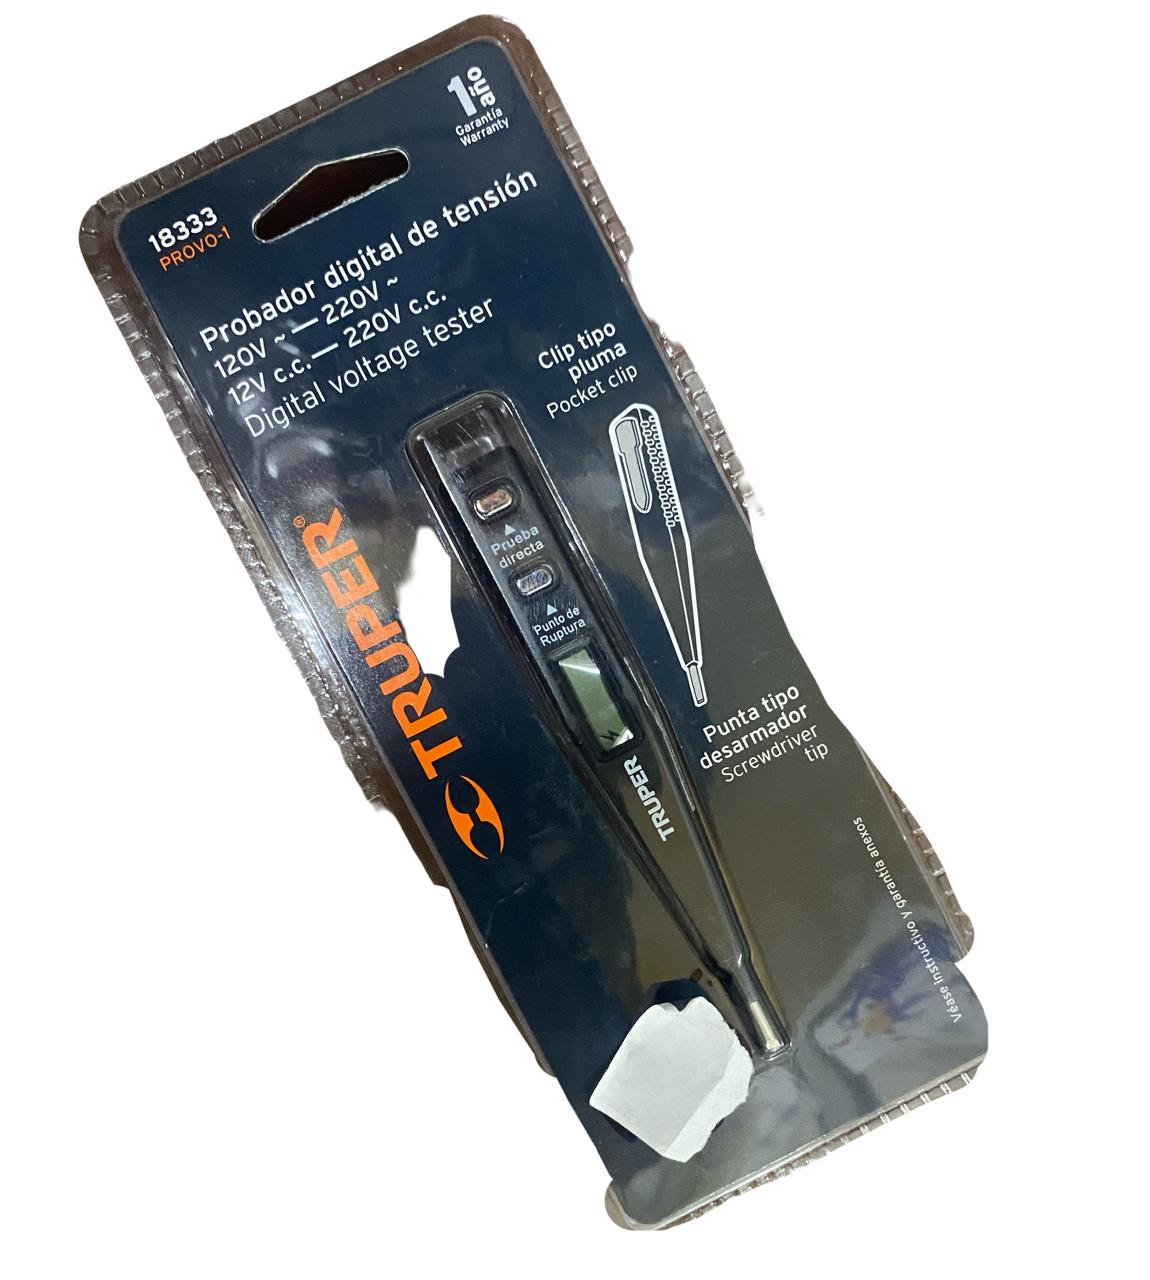 1 año
Garantía
Warranty
18333
PROVO-1
Probador digital de tensión
120V ~ — 220V ~
12V c.c. — 220V c.c.
Digital voltage tester
Clip tipo
pluma
Pocket clip
TRUPER®
Prueba
directa
Punto de
Ruptura
TRUPER
Punta tipo
desarmador
Screwdriver
tip
Véase instructivo y garantía anexos